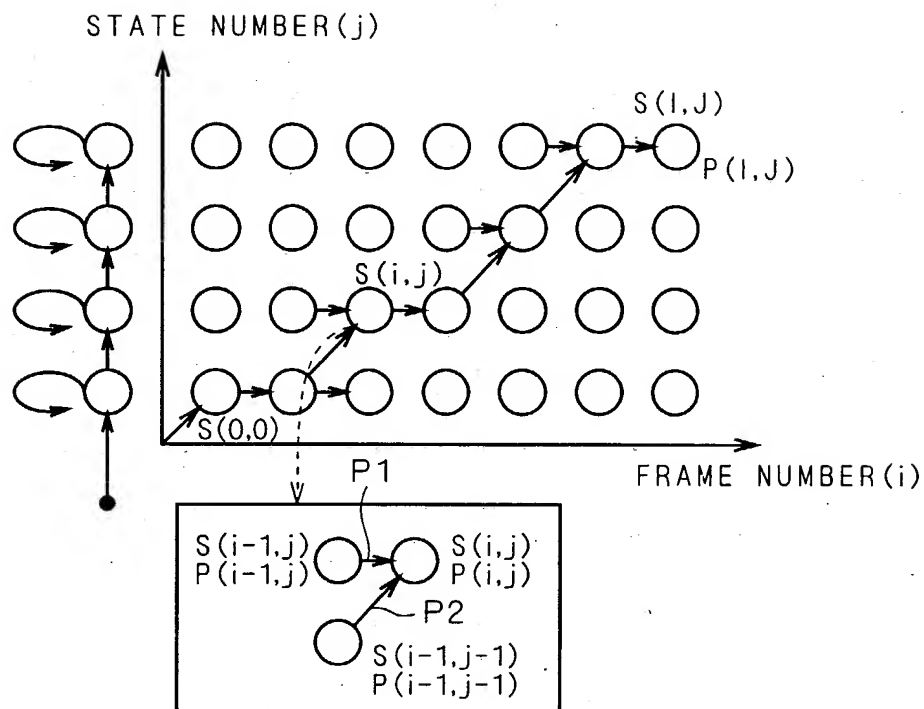 STATE NUMBER(j)
S(I,J)
P(I,J)
S(i,j)
S(0,0)
FRAME NUMBER(i)
P1
S(i-1,j)
P(i-1,j)
S(i,j)
P(i,j)
P2
S(i-1,j-1)
P(i-1,j-1)